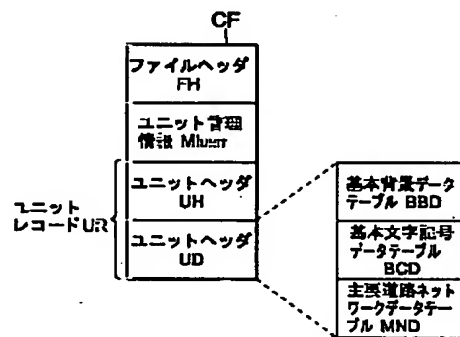 CF
ファイルヘッダ
FH
ユニット管理
情報
ユニットヘッダ
UH
ユニットヘッダ
UD
ユニット
レコード UR
基本背景データ
テーブル BBD
基本文字記号
データテーブル
BCD
主要道路ネット
ワークデータテー
ブル MND